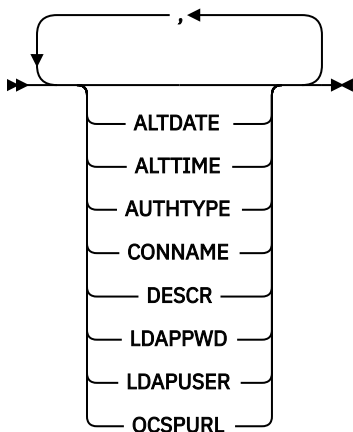 ,
ALTDATE
ALTTIME
AUTHTYPE
CONNAME
DESCR
LDAPPWD
LDAPUSER
OCSPURL